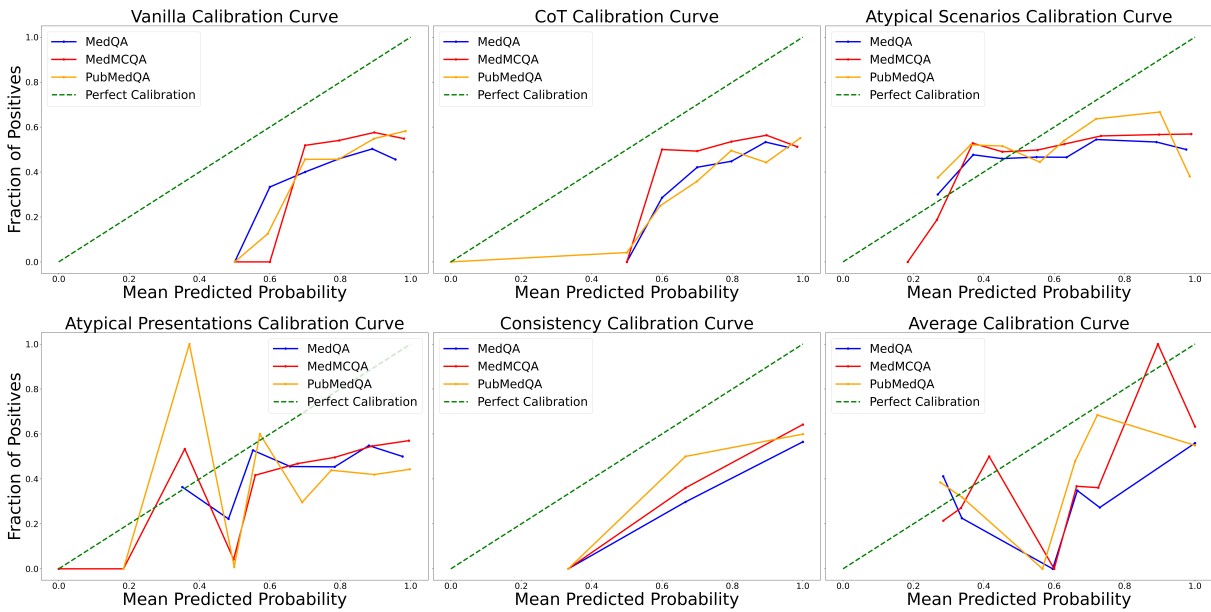 Vanilla Calibration Curve
Fraction of Positives
1.0
0.8
0.6
0.4
0.2
0.0
MedQA
MedMCQA
PubMedQA
Perfect Calibration
0.0 0.2 0.4 0.6 0.8 1.0
Mean Predicted Probability
CoT Calibration Curve
MedQA
MedMCQA
PubMedQA
Perfect Calibration
0.0 0.2 0.4 0.6 0.8 1.0
Mean Predicted Probability
Atypical Scenarios Calibration Curve
MedQA
MedMCQA
PubMedQA
Perfect Calibration
0.0 0.2 0.4 0.6 0.8 1.0
Mean Predicted Probability
Atypical Presentations Calibration Curve
Fraction of Positives
1.0
0.8
0.6
0.4
0.2
0.0
MedQA
MedMCQA
PubMedQA
Perfect Calibration
0.0 0.2 0.4 0.6 0.8 1.0
Mean Predicted Probability
Consistency Calibration Curve
MedQA
MedMCQA
PubMedQA
Perfect Calibration
0.0 0.2 0.4 0.6 0.8 1.0
Mean Predicted Probability
Average Calibration Curve
MedQA
MedMCQA
PubMedQA
Perfect Calibration
0.0 0.2 0.4 0.6 0.8 1.0
Mean Predicted Probability